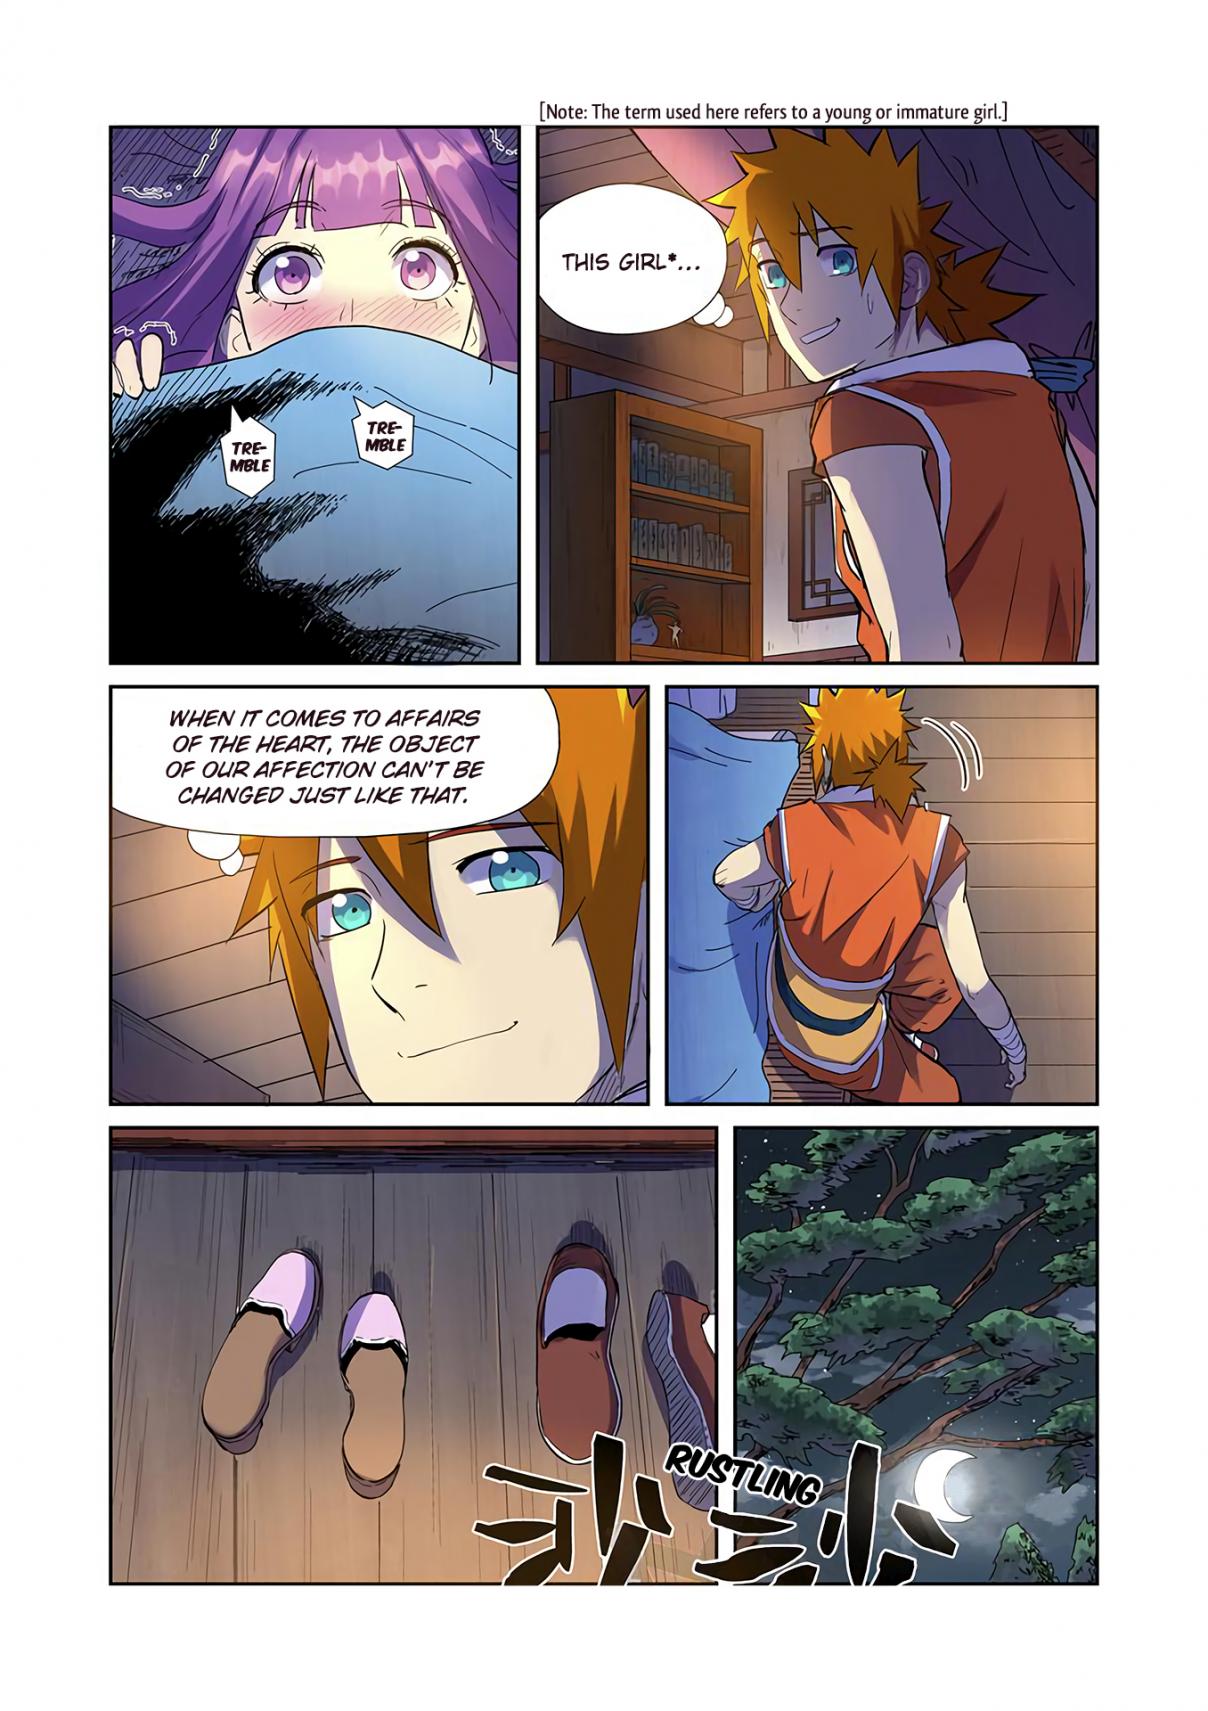 [Note: The term used here refers to a young or immature girl.]
THIS GIRL*...
TRE-
MBLE
TRE-
MBLE
WHEN IT COMES TO AFFAIRS
OF THE HEART, THE OBJECT
OF OUR AFFECTION CAN'T BE
CHANGED JUST LIKE THAT.
RUSTLING